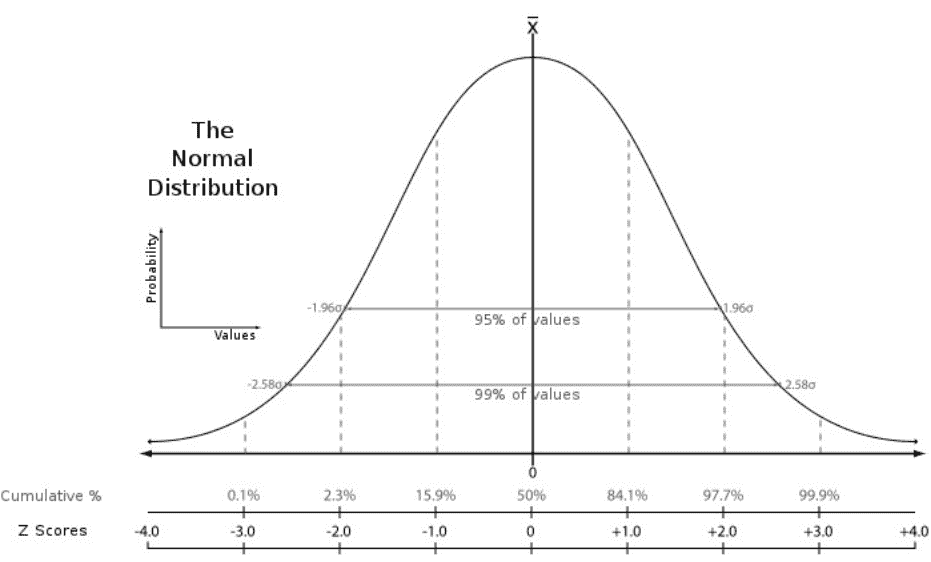 X̄
The
Normal
Distribution
Probability
Values
-1.96σ
1.96σ
95% of values
-2.58σ
2.58σ
99% of values
0
Cumulative % 0.1% 2.3% 15.9% 50% 84.1% 97.7% 99.9%
Z Scores -4.0 -3.0 -2.0 -1.0 0 +1.0 +2.0 +3.0 +4.0